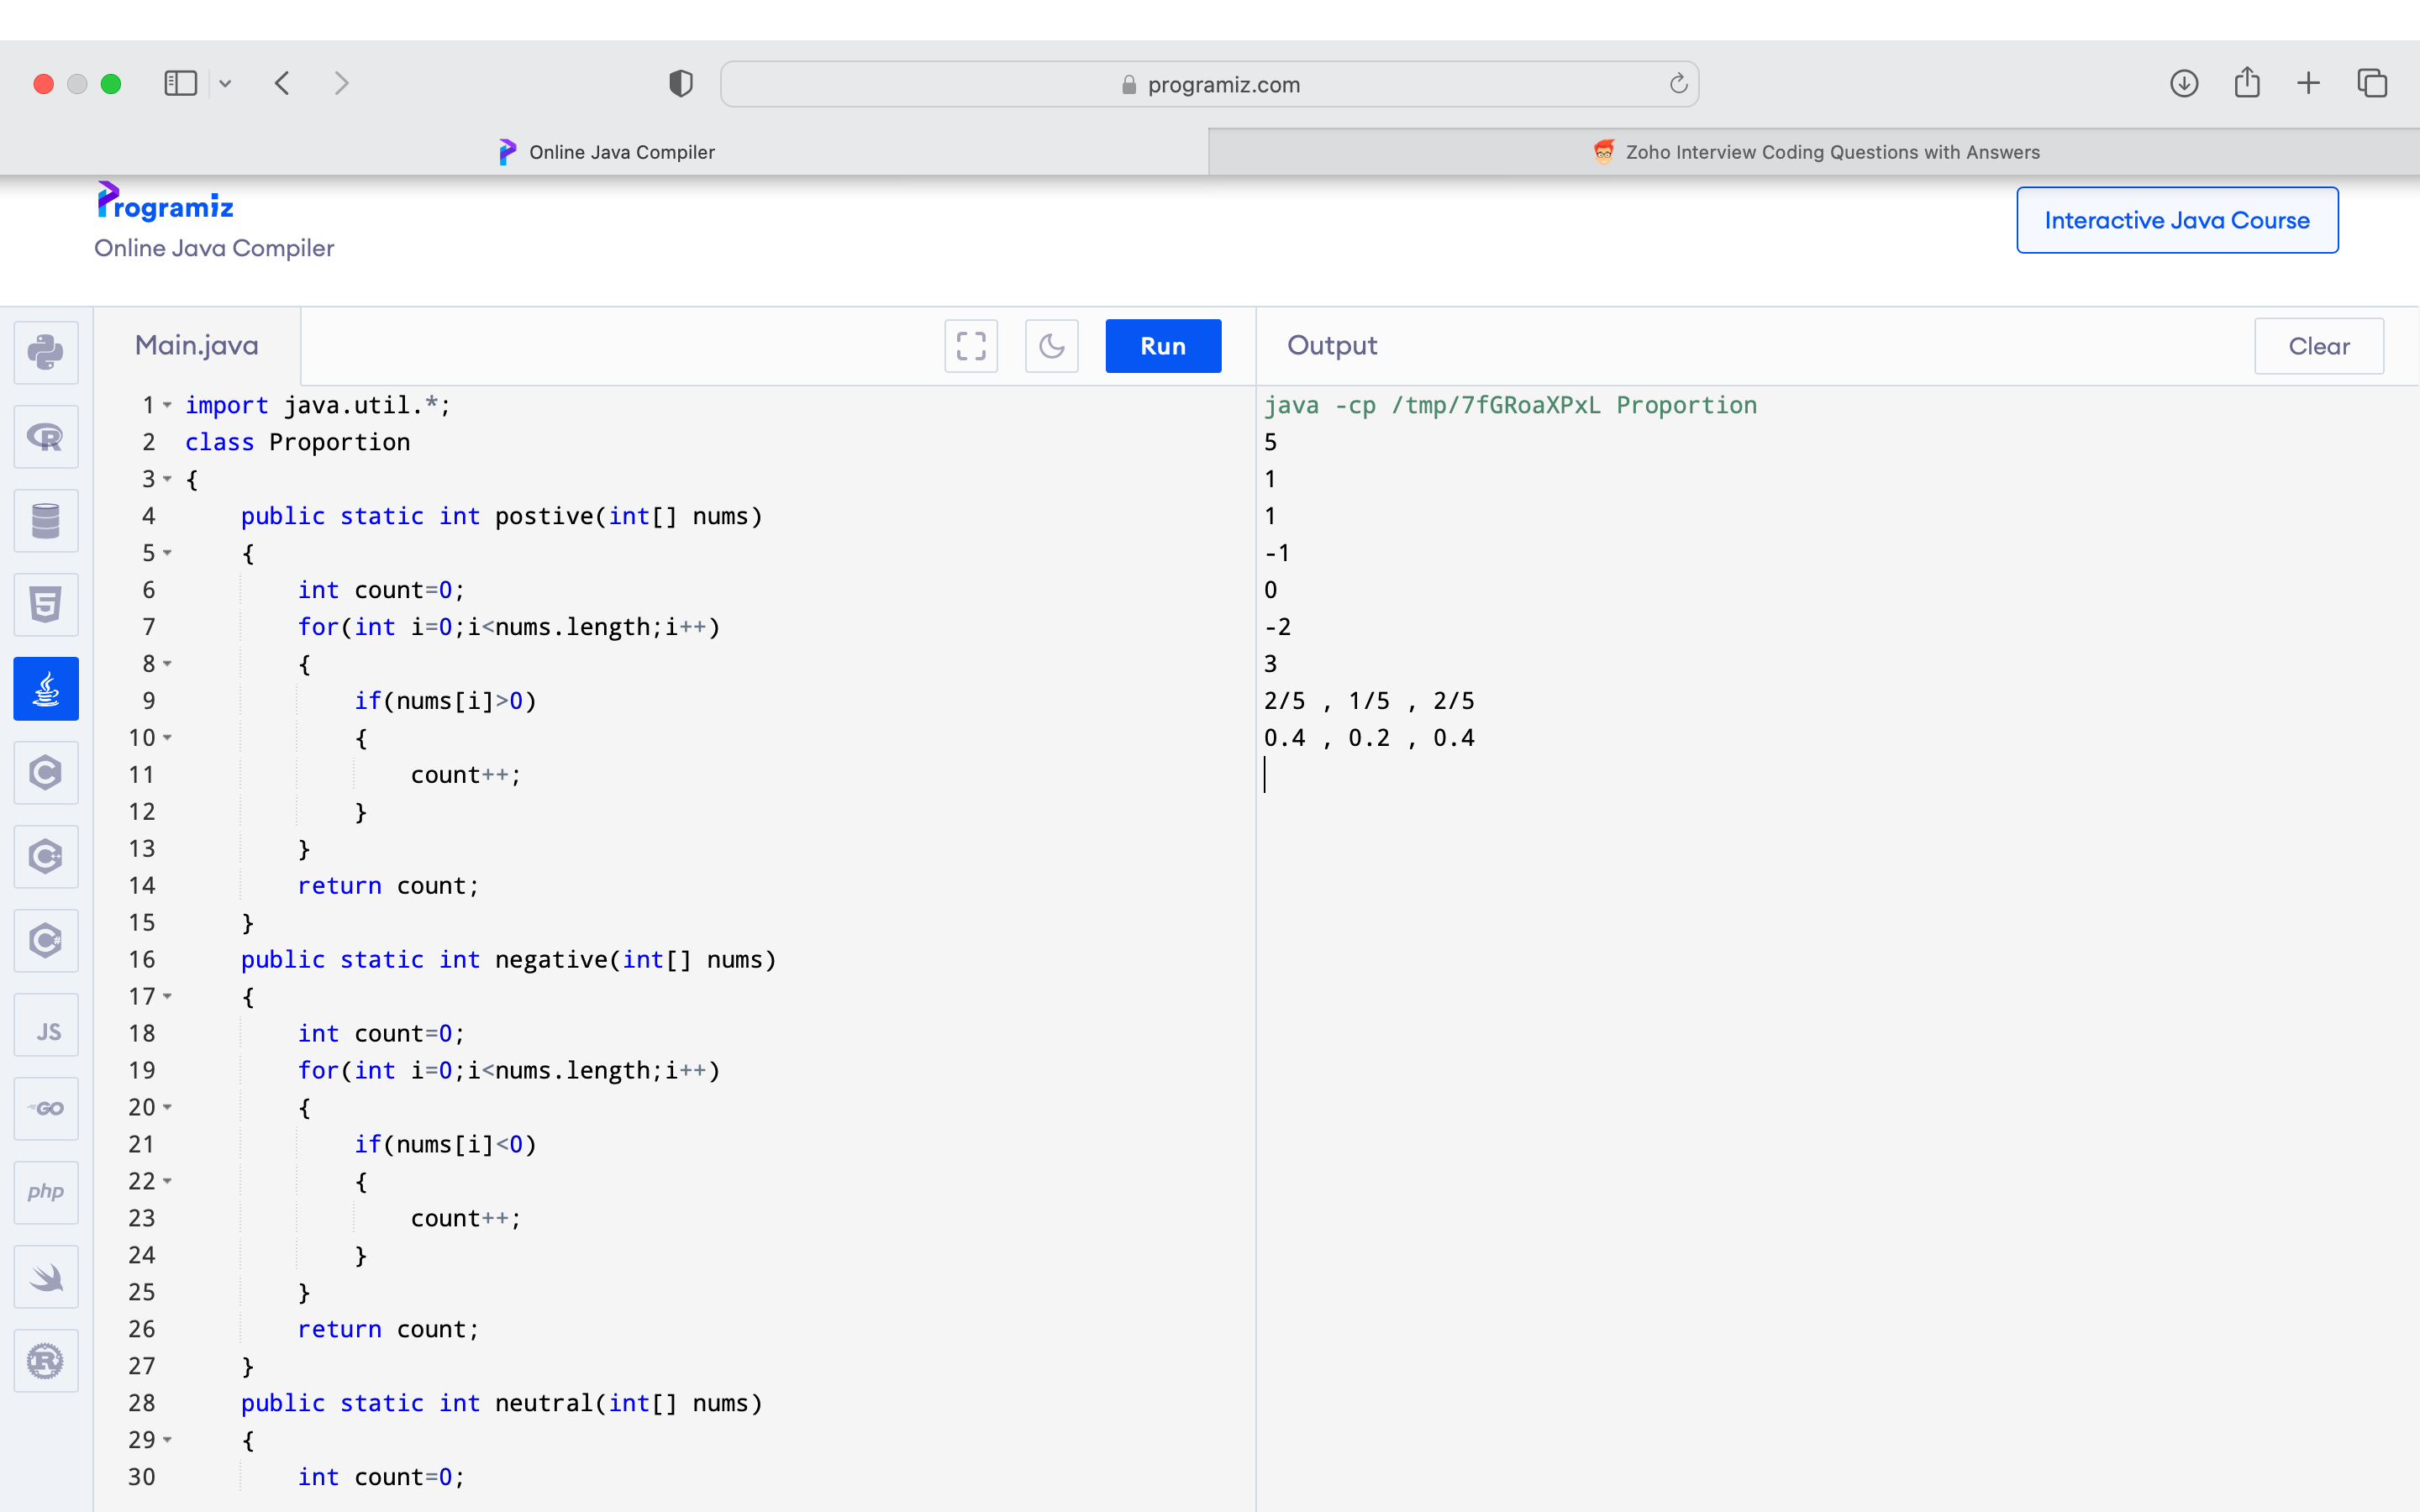 programiz.com
Online Java Compiler
Zoho Interview Coding Questions with Answers
Programiz
Online Java Compiler
Interactive Java Course
Main.java
Run
Output
Clear
1 import java.util.*;
2 class Proportion
3 {
4     public static int postive(int[] nums)
5     {
6         int count=0;
7         for(int i=0;i<nums.length;i++)
8         {
9             if(nums[i]>0)
10             {
11                 count++;
12             }
13         }
14         return count;
15     }
16     public static int negative(int[] nums)
17     {
18         int count=0;
19         for(int i=0;i<nums.length;i++)
20         {
21             if(nums[i]<0)
22             {
23                 count++;
24             }
25         }
26         return count;
27     }
28     public static int neutral(int[] nums)
29     {
30         int count=0;
java -cp /tmp/7fGRoaXPxL Proportion
5
1
1
-1
0
-2
3
2/5 , 1/5 , 2/5
0.4 , 0.2 , 0.4
R
5
C
C++
C#
JS
GO
php
R